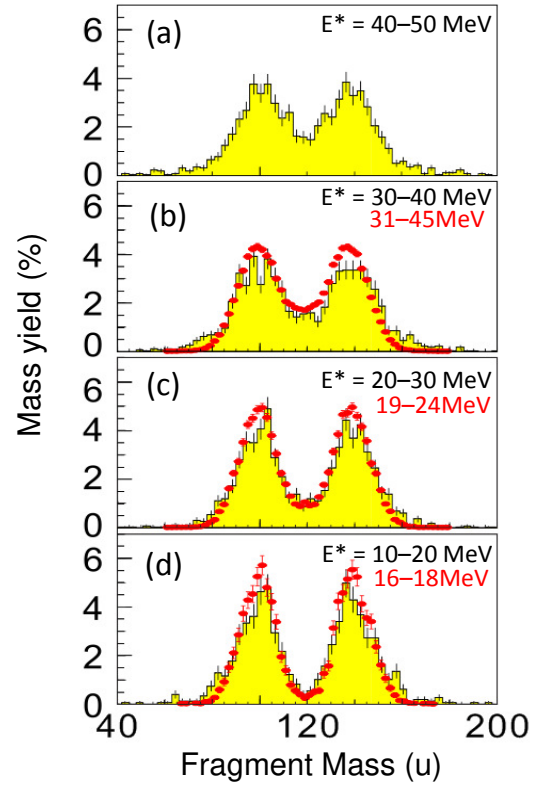 Mass yield (%)
(a)
E* = 40–50 MeV
6
4
2
0
(b)
E* = 30–40 MeV
31–45MeV
6
4
2
0
(c)
E* = 20–30 MeV
19–24MeV
6
4
2
0
(d)
E* = 10–20 MeV
16–18MeV
6
4
2
0
40
120
200
Fragment Mass (u)